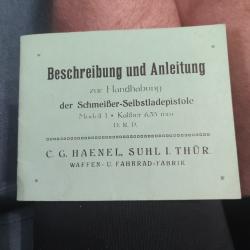 Beschreibung und Anleitung
zur Handhabung
der Schmeißer-Selbstladepistole
Modell 1 • Kaliber 6,35 mm
D. R. P.
C. G. HAENEL, SUHL I. THÜR.
WAFFEN- U. FAHRRAD-FABRIK